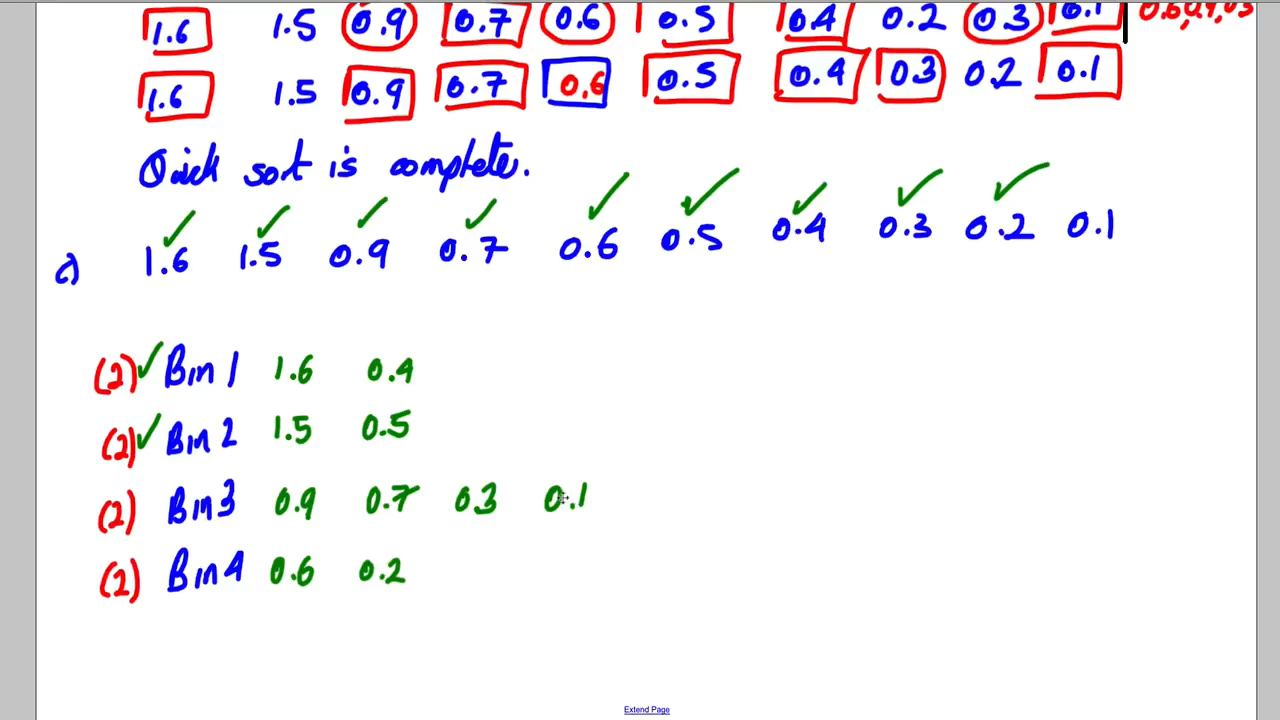 1.6 1.5 0.9 0.7 0.6 0.5 0.4 0.2 0.3 0.1
1.6 1.5 0.9 0.7 0.6 0.5 0.4 0.3 0.2 0.1
Quick sort is complete.
c) 1.6 1.5 0.9 0.7 0.6 0.5 0.4 0.3 0.2 0.1
(2) Bin 1 1.6 0.4
(2) Bin 2 1.5 0.5
(2) Bin 3 0.9 0.7 0.3 0.1
(2) Bin 4 0.6 0.2
Extend Page